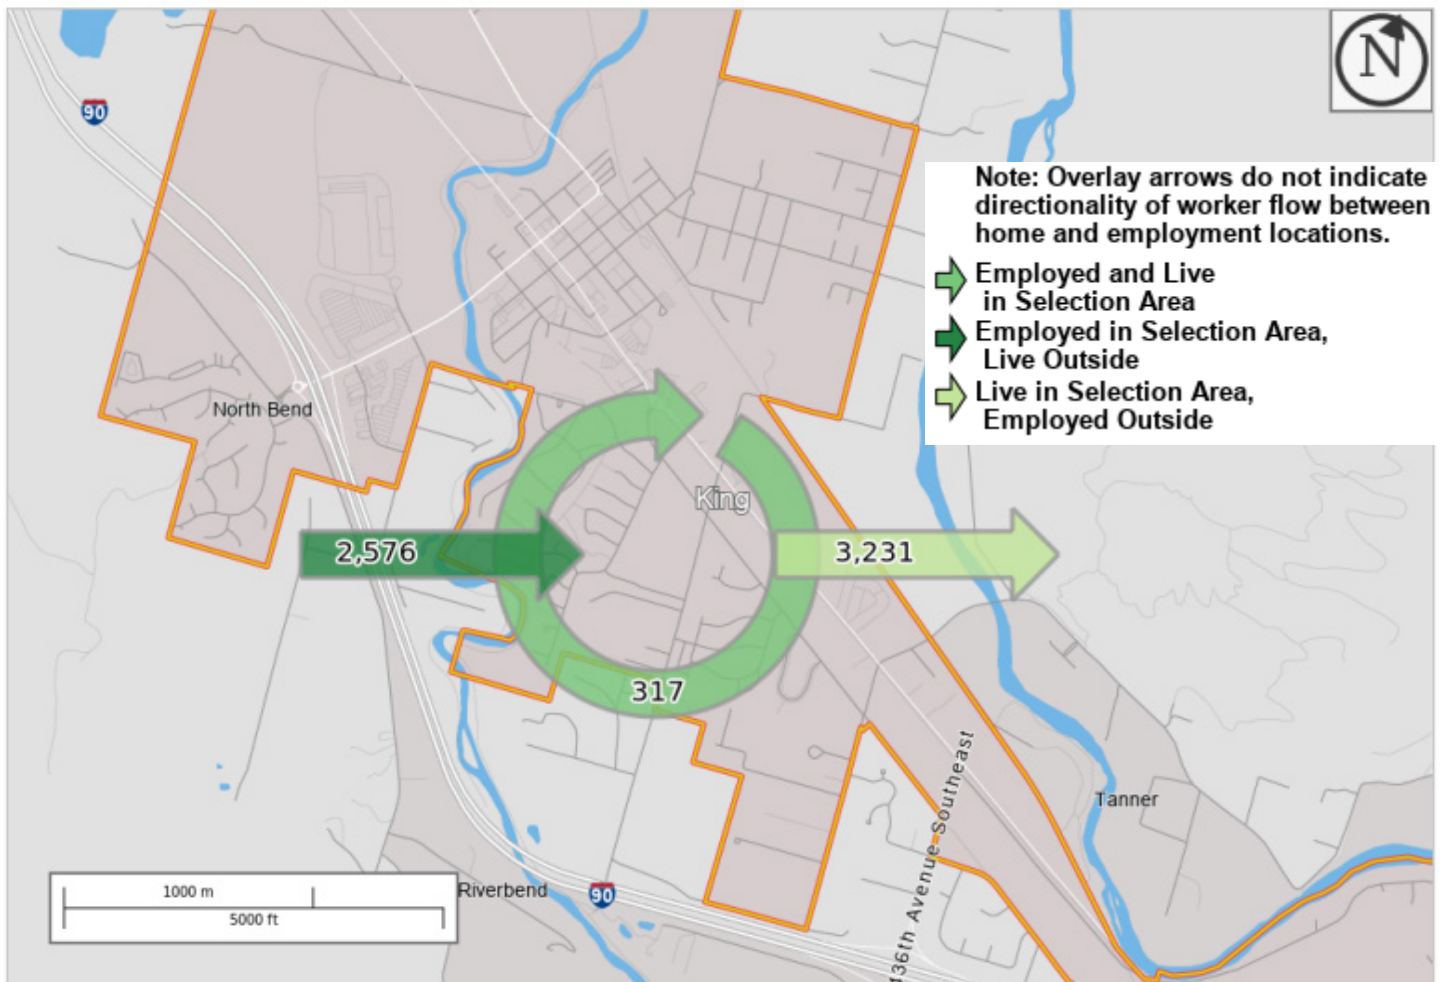 N
90
Note: Overlay arrows do not indicate
directionality of worker flow between
home and employment locations.
Employed and Live
in Selection Area
Employed in Selection Area,
Live Outside
Live in Selection Area,
Employed Outside
North Bend
King
2,576
3,231
317
436th Avenue Southeast
Tanner
1000 m
5000 ft
Riverbend
90